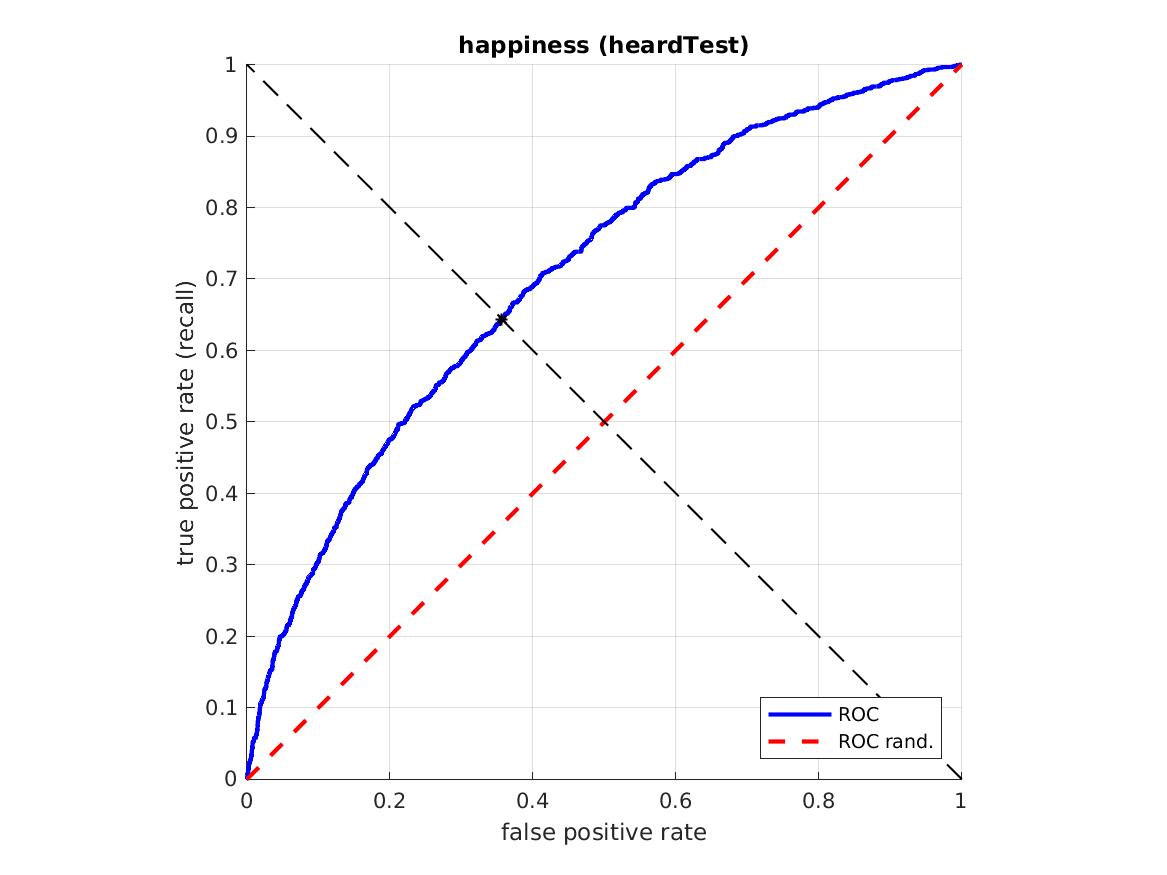 happiness (heardTest)
1
0.9
0.8
0.7
0.6
0.5
0.4
0.3
0.2
0.1
0
true positive rate (recall)
ROC
ROC rand.
0 0.2 0.4 0.6 0.8 1
false positive rate